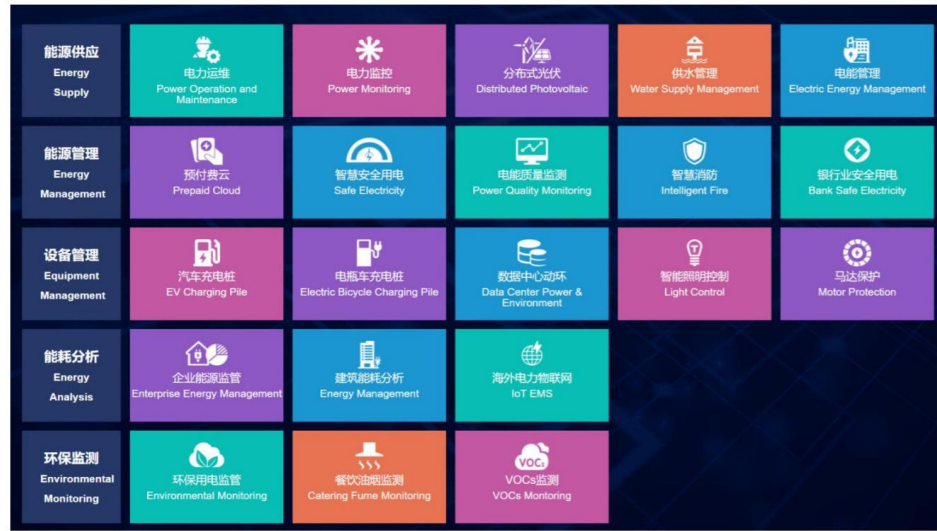 能源供应
Energy
Supply
电力运维
Power Operation and
Maintenance
电力监控
Power Monitoring
分布式光伏
Distributed Photovoltaic
供水管理
Water Supply Management
电能管理
Electric Energy Management
能源管理
Energy
Management
预付费云
Prepaid Cloud
智慧安全用电
Safe Electricity
电能质量监测
Power Quality Monitoring
智慧消防
Intelligent Fire
银行业安全用电
Bank Safe Electricity
设备管理
Equipment
Management
汽车充电桩
EV Charging Pile
电瓶车充电桩
Electric Bicycle Charging Pile
数据中心动环
Data Center Power &
Environment
智能照明控制
Light Control
马达保护
Motor Protection
能耗分析
Energy
Analysis
企业能源监管
Enterprise Energy Management
建筑能耗分析
Energy Management
海外电力物联网
IoT EMS
环保监测
Environmental
Monitoring
环保用电监管
Environmental Monitoring
餐饮油烟监测
Catering Fume Monitoring
VOCs
VOCs监测
VOCs Montoring